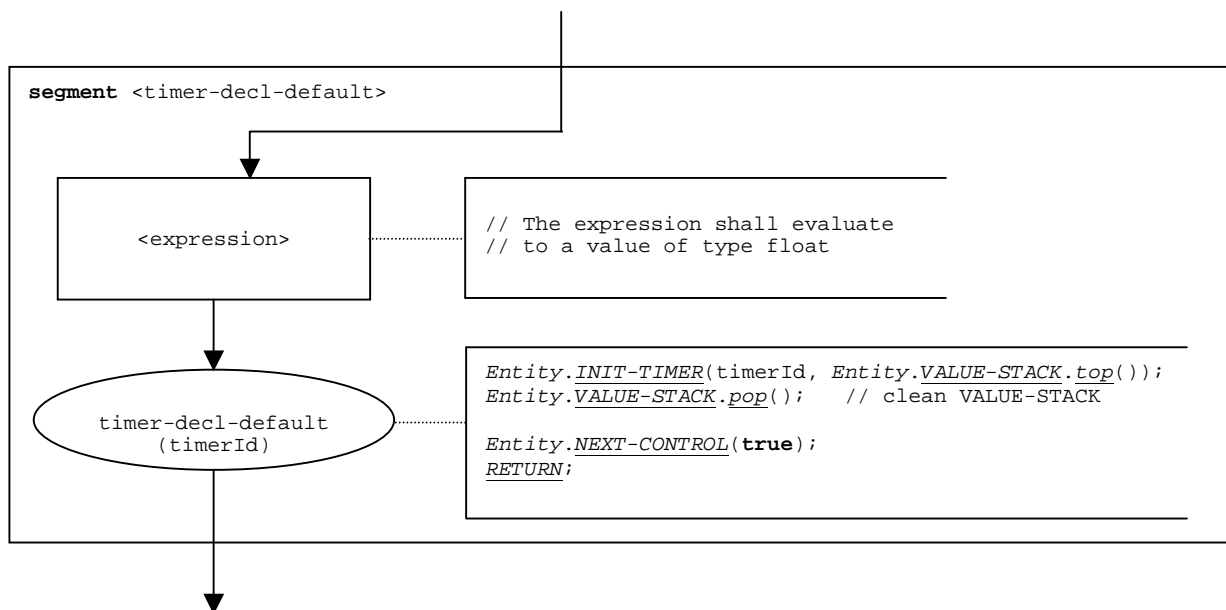 segment <timer-decl-default>
<expression>
// The expression shall evaluate
// to a value of type float
timer-decl-default
(timerId)
Entity.INIT-TIMER(timerId, Entity.VALUE-STACK.top());
Entity.VALUE-STACK.pop();   // clean VALUE-STACK
Entity.NEXT-CONTROL(true);
RETURN;